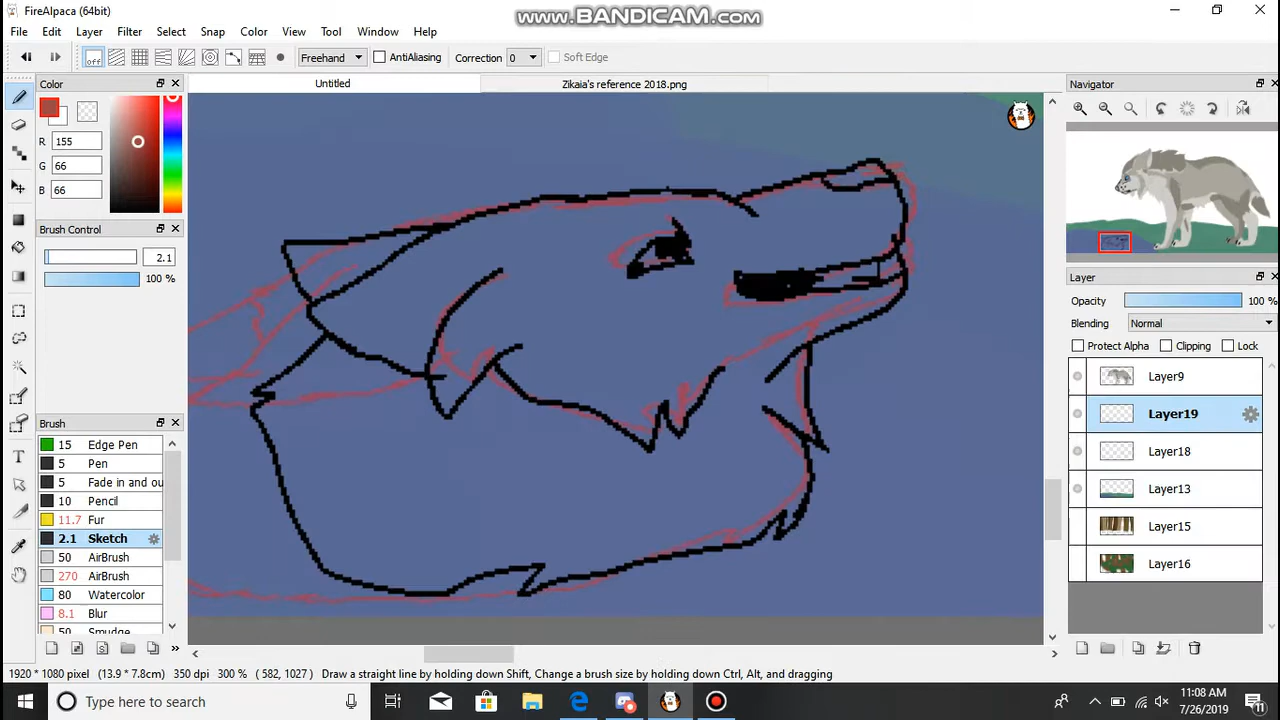 FireAlpaca (64bit)
www.BANDICAM.com
File Edit Layer Filter Select Snap Color View Tool Window Help
off Freehand AntiAliasing Correction 0 Soft Edge
Color
Untitled
Zikaia's reference 2018.png
Navigator
R 155
G 66
B 66
Brush Control
2.1
100 %
Layer
Opacity 100 %
Blending Normal
Protect Alpha Clipping Lock
Layer9
Layer19
Layer18
Layer13
Layer15
Layer16
Brush
15 Edge Pen
5 Pen
5 Fade in and ou
10 Pencil
11.7 Fur
2.1 Sketch
50 AirBrush
270 AirBrush
80 Watercolor
8.1 Blur
50 Smudge
1920 * 1080 pixel (13.9 * 7.8cm) 350 dpi 300 % ( 582, 1027 ) Draw a straight line by holding down Shift, Change a brush size by holding down Ctrl, Alt, and dragging
Type here to search
11:08 AM
7/26/2019
11